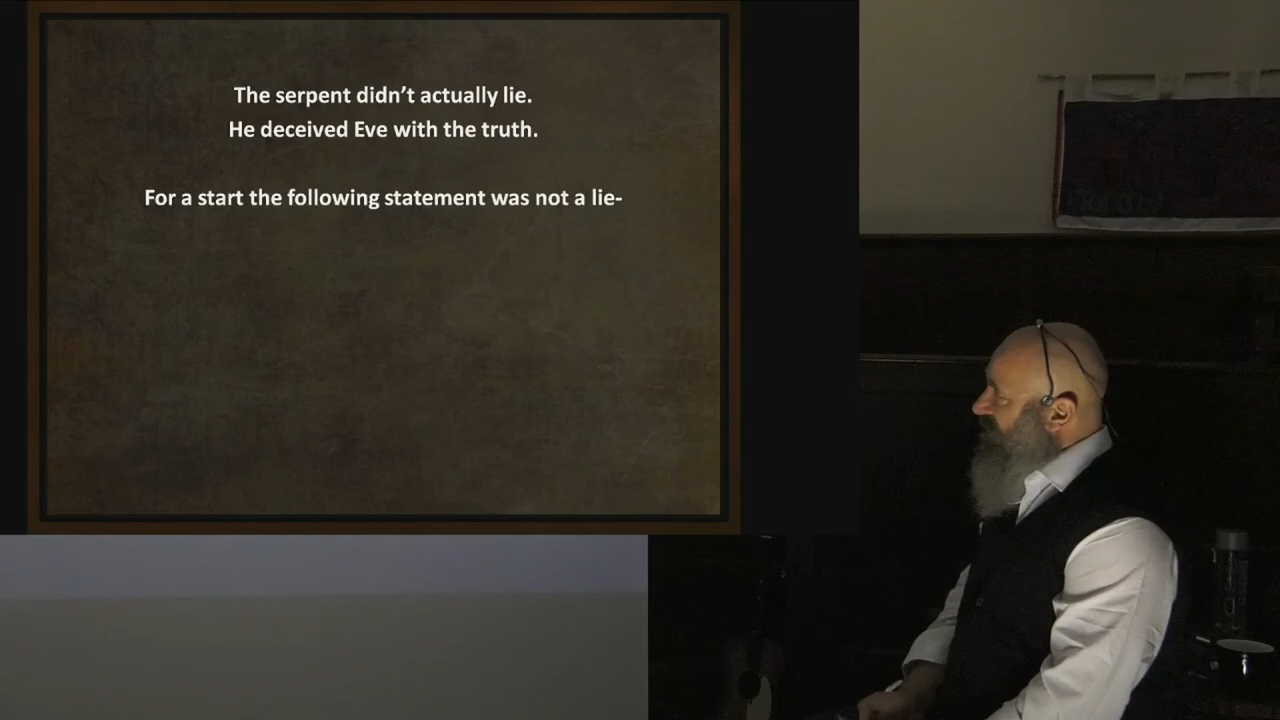 The serpent didn’t actually lie.
He deceived Eve with the truth.
For a start the following statement was not a lie-